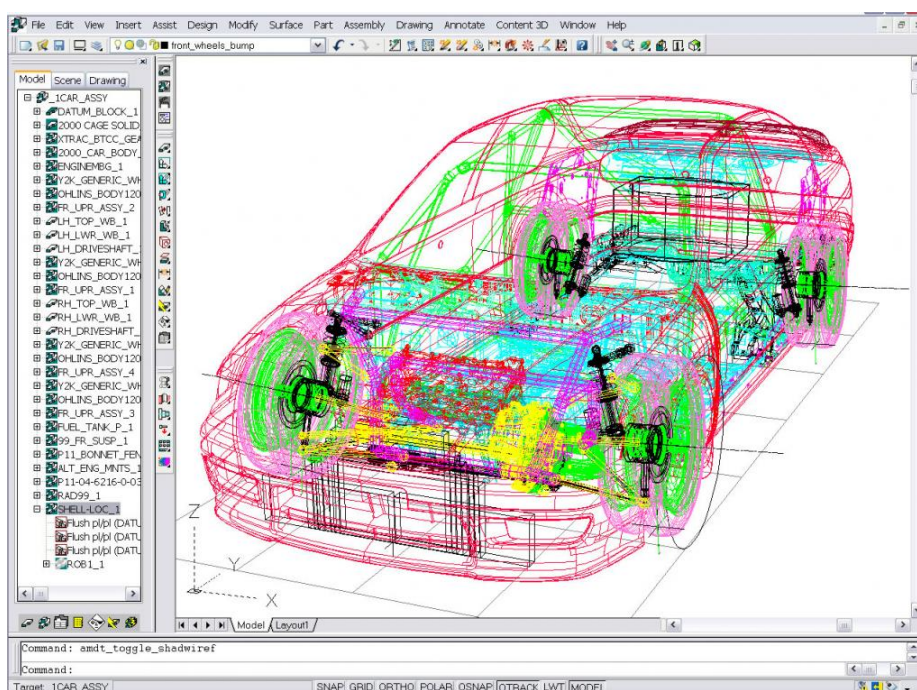 File Edit View Insert Assist Design Modify Surface Part Assembly Drawing Annotate Content 3D Window Help
front_wheels_bump
Model Scene Drawing
_1CAR_ASSY
DATUM_BLOCK_1
2000 CAGE SOLID
XTRAC_BTCC_GEA
2000_CAR_BODY_
ENGINEMBG_1
Y2K_GENERIC_WH
OHLINS_BODY120
FR_UPR_ASSY_2
LH_TOP_WB_1
LH_LWR_WB_1
LH_DRIVESHAFT_
Y2K_GENERIC_WH
OHLINS_BODY120
FR_UPR_ASSY_1
RH_TOP_WB_1
RH_LWR_WB_1
RH_DRIVESHAFT_
Y2K_GENERIC_WH
OHLINS_BODY120
FR_UPR_ASSY_4
Y2K_GENERIC_WH
OHLINS_BODY120
FR_UPR_ASSY_3
FUEL_TANK_P_1
99_FR_SUSP_1
P11_BONNET_FEN
ALT_ENG_MNTS_1
P11-04-6216-0-03
RAD99_1
SHELL-LOC_1
Flush pl/pl (DATU
Flush pl/pl (DATU
Flush pl/pl (DATU
ROB1_1
Z
Y
X
Model Layout1
Command: amdt_toggle_shadwiref
Command:
Target: 1CAR_ASSY SNAP GRID ORTHO POLAR OSNAP OTRACK LWT MODEL